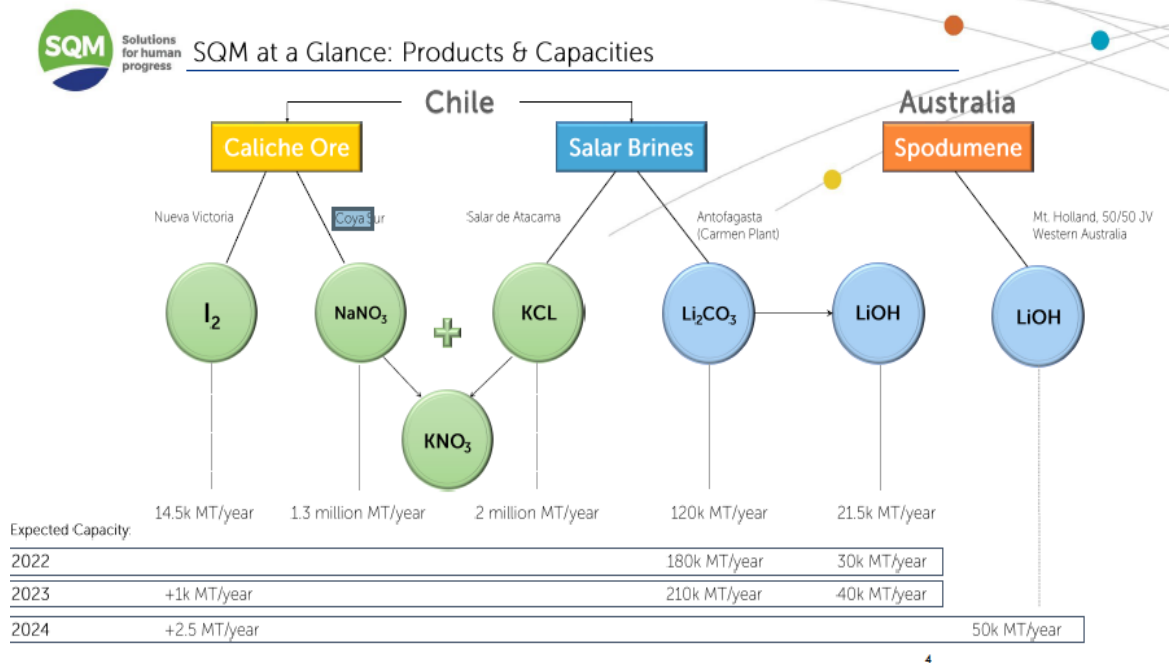 SQM
Solutions
for human
progress
SQM at a Glance: Products & Capacities
Chile
Australia
Caliche Ore
Salar Brines
Spodumene
Nueva Victoria
Coya Sur
Salar de Atacama
Antofagasta
(Carmen Plant)
Mt. Holland, 50/50 JV
Western Australia
I₂
NaNO₃
KCL
Li₂CO₃
LiOH
LiOH
KNO₃
14.5k MT/year
1.3 million MT/year
2 million MT/year
120k MT/year
21.5k MT/year
Expected Capacity:
2022 180k MT/year 30k MT/year
2023 +1k MT/year 210k MT/year 40k MT/year
2024 +2.5 MT/year 50k MT/year
4